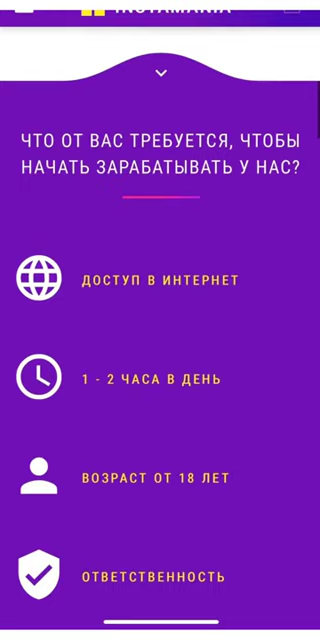 INSTAMANIA
ЧТО ОТ ВАС ТРЕБУЕТСЯ, ЧТОБЫ
НАЧАТЬ ЗАРАБАТЫВАТЬ У НАС?
ДОСТУП В ИНТЕРНЕТ
1 - 2 ЧАСА В ДЕНЬ
ВОЗРАСТ ОТ 18 ЛЕТ
ОТВЕТСТВЕННОСТЬ